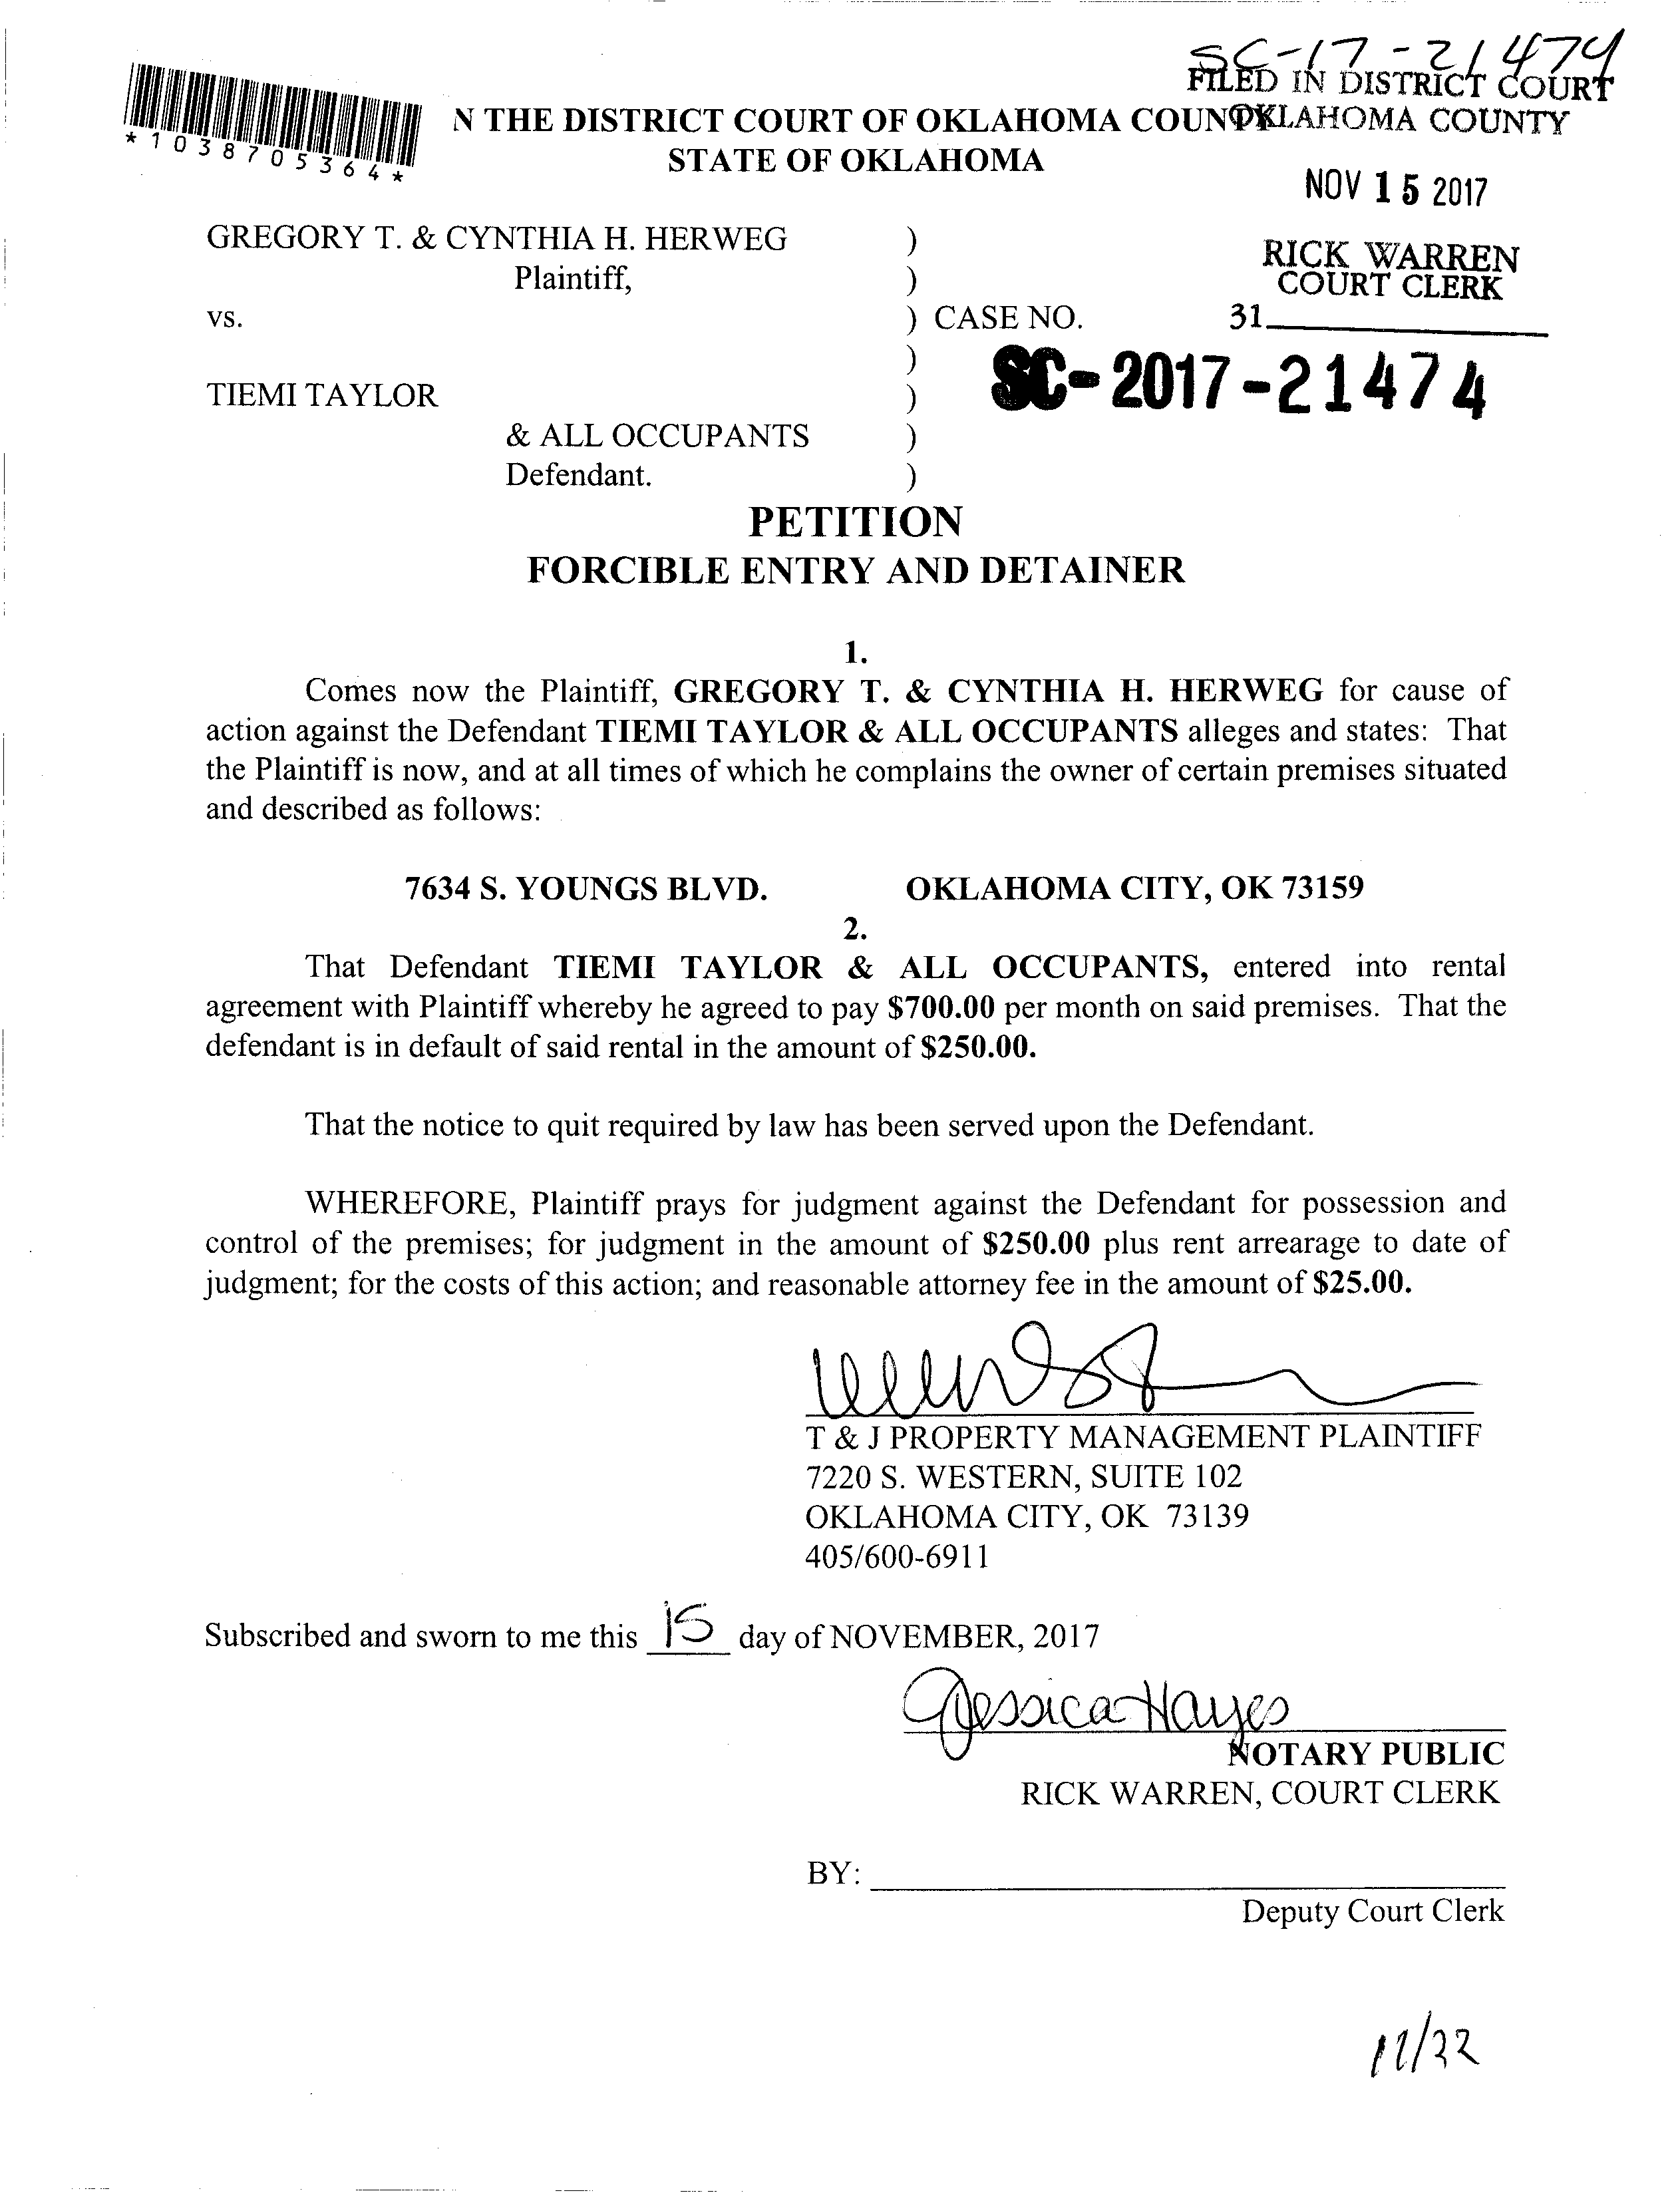 SC-17-21474
FILED IN DISTRICT COURT
OKLAHOMA COUNTY
*1038705364*
N THE DISTRICT COURT OF OKLAHOMA COUN
STATE OF OKLAHOMA
NOV 15 2017
RICK WARREN
COURT CLERK
31
GREGORY T. & CYNTHIA H. HERWEG )
Plaintiff, )
vs. ) CASE NO.
)
SC-2017-21474
TIEMI TAYLOR )
& ALL OCCUPANTS )
Defendant. )
PETITION
FORCIBLE ENTRY AND DETAINER
1.
Comes now the Plaintiff, GREGORY T. & CYNTHIA H. HERWEG for cause of
action against the Defendant TIEMI TAYLOR & ALL OCCUPANTS alleges and states: That
the Plaintiff is now, and at all times of which he complains the owner of certain premises situated
and described as follows:
7634 S. YOUNGS BLVD. OKLAHOMA CITY, OK 73159
2.
That Defendant TIEMI TAYLOR & ALL OCCUPANTS, entered into rental
agreement with Plaintiff whereby he agreed to pay $700.00 per month on said premises. That the
defendant is in default of said rental in the amount of $250.00.
That the notice to quit required by law has been served upon the Defendant.
WHEREFORE, Plaintiff prays for judgment against the Defendant for possession and
control of the premises; for judgment in the amount of $250.00 plus rent arrearage to date of
judgment; for the costs of this action; and reasonable attorney fee in the amount of $25.00.
T & J PROPERTY MANAGEMENT PLAINTIFF
7220 S. WESTERN, SUITE 102
OKLAHOMA CITY, OK 73139
405/600-6911
Subscribed and sworn to me this 15 day of NOVEMBER, 2017
Jessica Hayes
NOTARY PUBLIC
RICK WARREN, COURT CLERK
BY:
Deputy Court Clerk